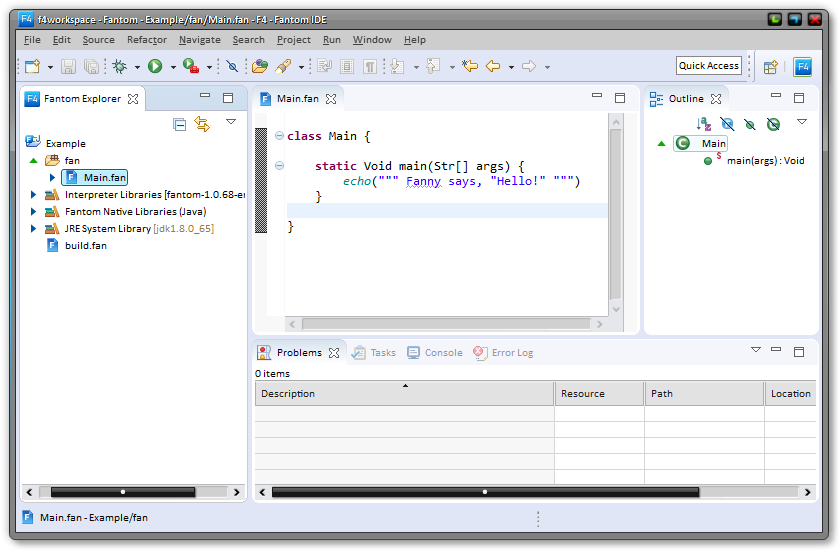 f4workspace - Fantom - Example/fan/Main.fan - F4 - Fantom IDE
File Edit Source Refactor Navigate Search Project Run Window Help
Quick Access
F4
F4 Fantom Explorer
Example
fan
Main.fan
Interpreter Libraries [fantom-1.0.68-e
Fantom Native Libraries (Java)
JRE System Library [jdk1.8.0_65]
build.fan
Main.fan
class Main {
static Void main(Str[] args) {
echo(""" Fanny says, "Hello!" """)
}
}
Outline
Main
main(args) : Void
Problems Tasks Console Error Log
0 items
Description Resource Path Location
Main.fan - Example/fan